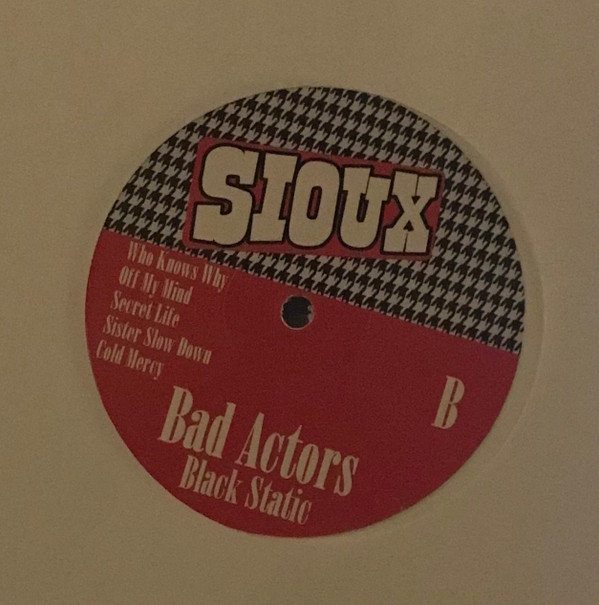 SIOUX
Who Knows Why
Off My Mind
Secret Life
Sister Slow Down
Cold Mercy
B
Bad Actors
Black Static